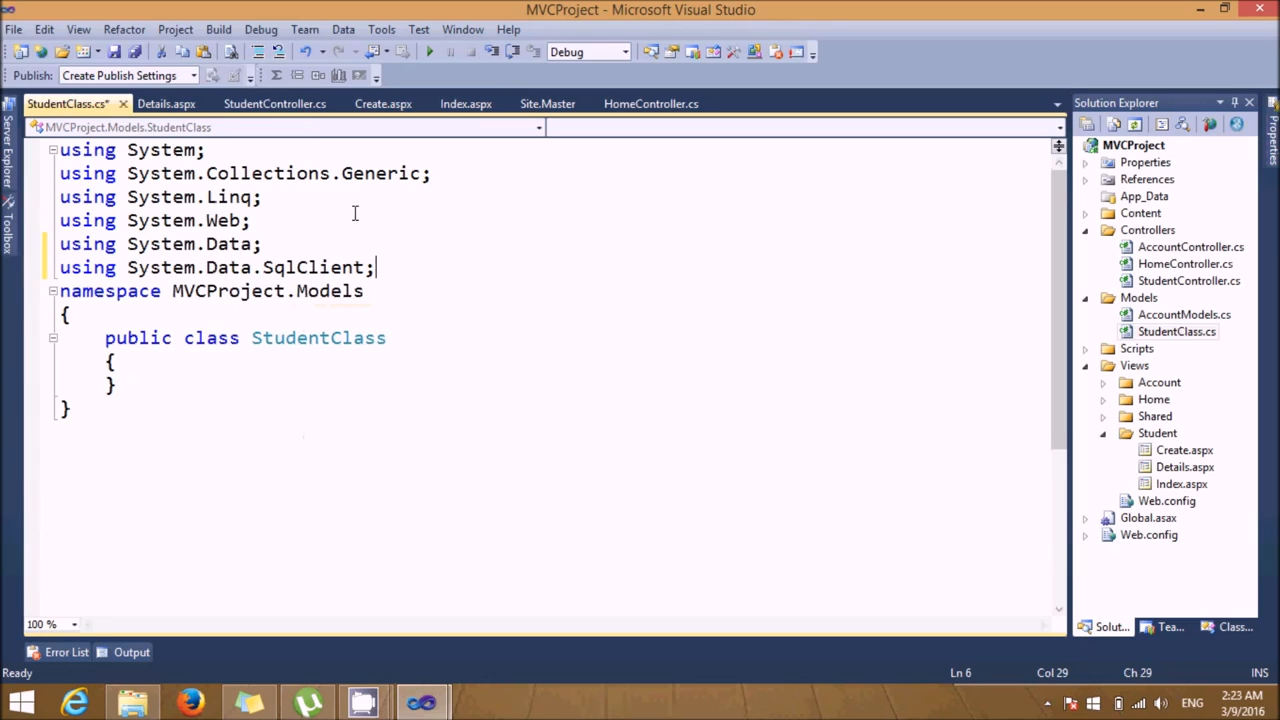 MVCProject - Microsoft Visual Studio
File Edit View Refactor Project Build Debug Team Data Tools Test Window Help
Debug
Publish: Create Publish Settings
StudentClass.cs* Details.aspx StudentController.cs Create.aspx Index.aspx Site.Master HomeController.cs
MVCProject.Models.StudentClass
using System;
using System.Collections.Generic;
using System.Linq;
using System.Web;
using System.Data;
using System.Data.SqlClient;
namespace MVCProject.Models
{
public class StudentClass
{
}
}
100 %
Server Explorer
Toolbox
Solution Explorer
MVCProject
Properties
References
App_Data
Content
Controllers
AccountController.cs
HomeController.cs
StudentController.cs
Models
AccountModels.cs
StudentClass.cs
Scripts
Views
Account
Home
Shared
Student
Create.aspx
Details.aspx
Index.aspx
Web.config
Global.asax
Web.config
Solut... Tea... Class...
Properties
Error List Output
Ready Ln 6 Col 29 Ch 29 INS
ENG
2:23 AM
3/9/2016